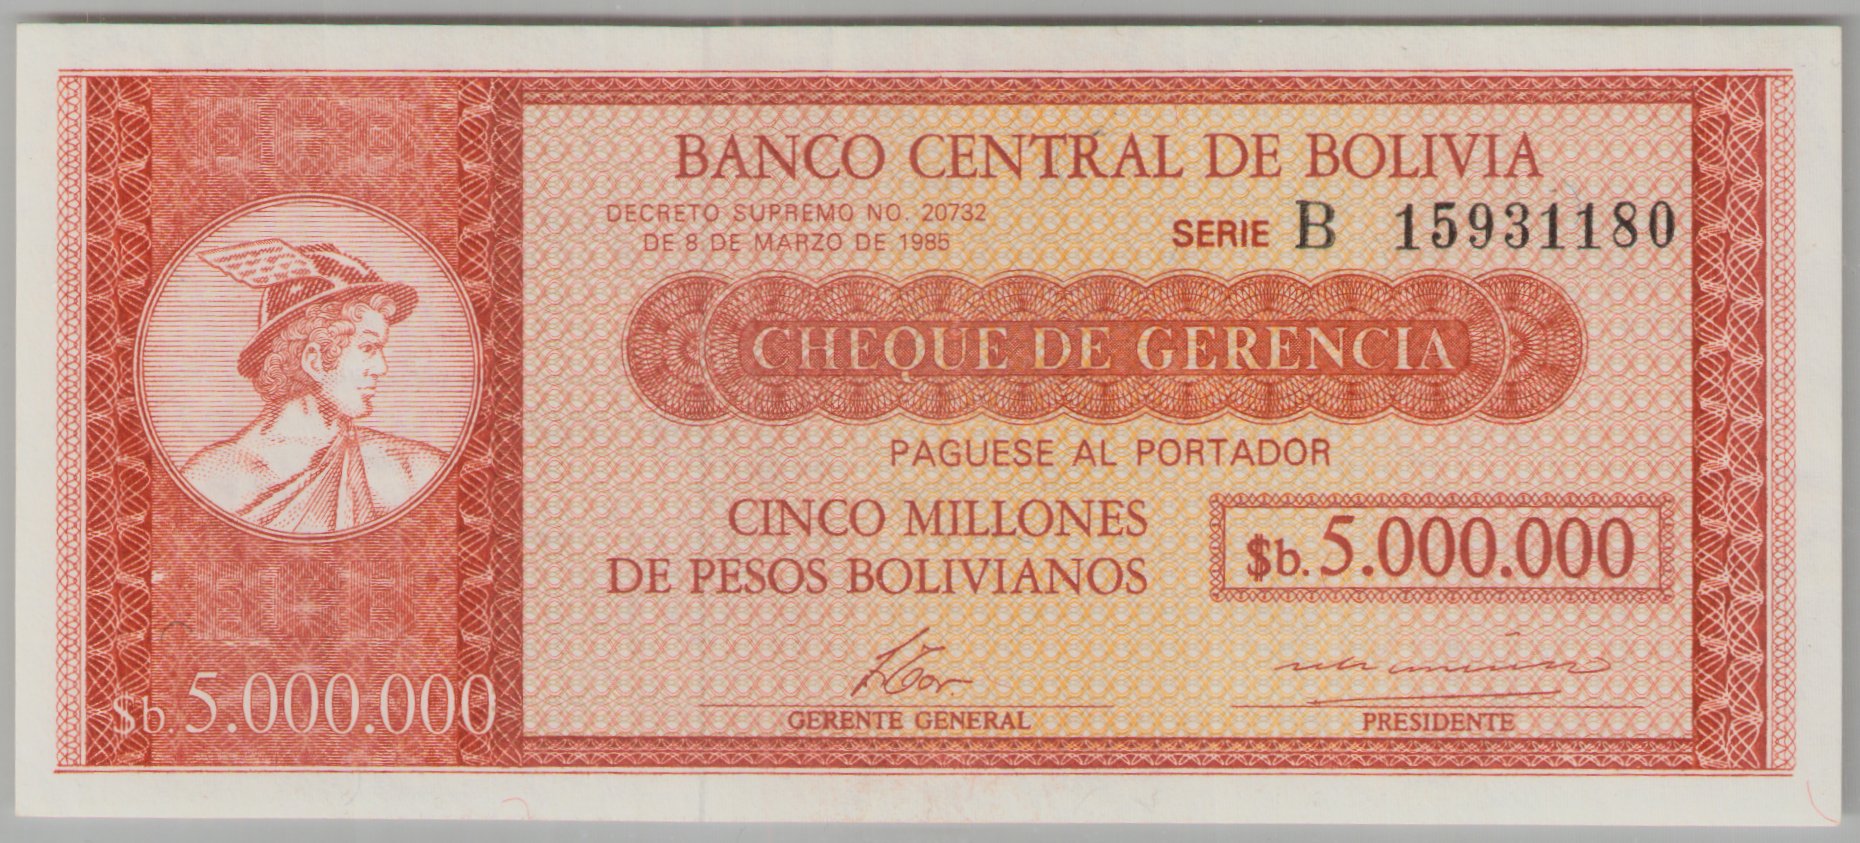 BANCO CENTRAL DE BOLIVIA
DECRETO SUPREMO NO. 20732
DE 8 DE MARZO DE 1985
SERIE B 15931180
CHEQUE DE GERENCIA
PAGUESE AL PORTADOR
CINCO MILLONES
DE PESOS BOLIVIANOS
$b. 5.000.000
$b. 5.000.000
GERENTE GENERAL
PRESIDENTE